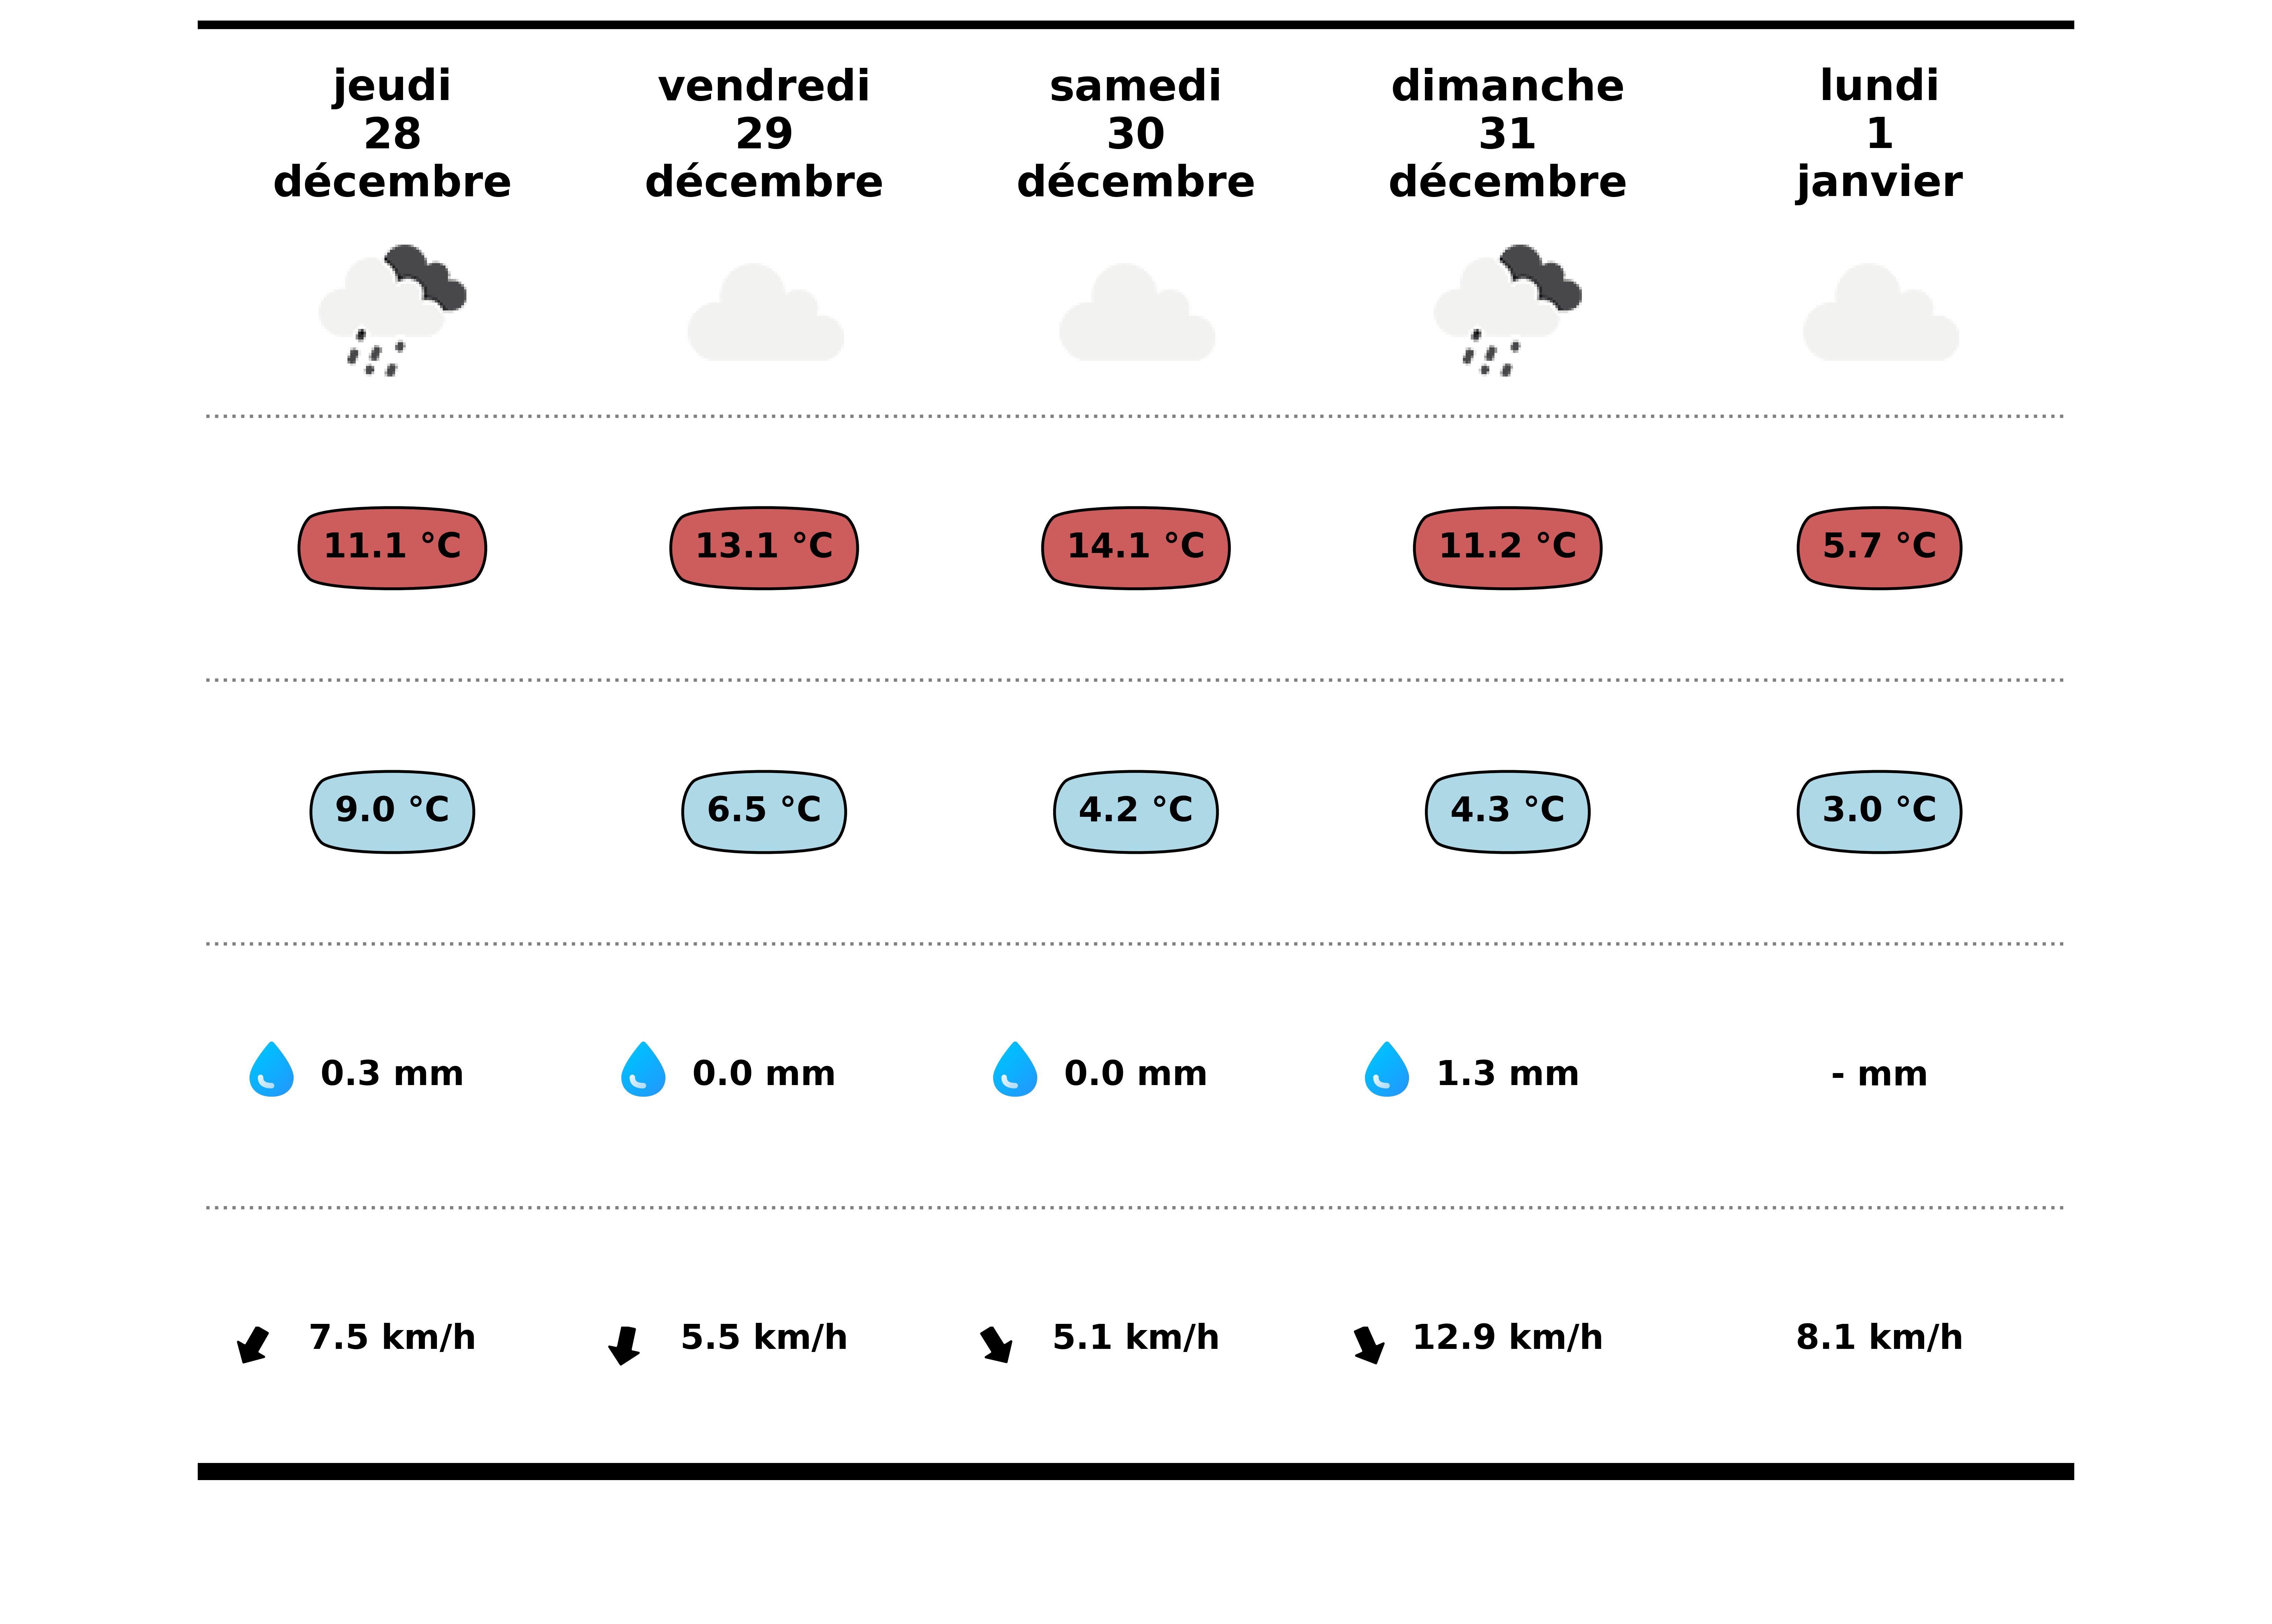 jeudi
28
décembre
vendredi
29
décembre
samedi
30
décembre
dimanche
31
décembre
lundi
1
janvier
11.1 °C
13.1 °C
14.1 °C
11.2 °C
5.7 °C
9.0 °C
6.5 °C
4.2 °C
4.3 °C
3.0 °C
0.3 mm
0.0 mm
0.0 mm
1.3 mm
- mm
7.5 km/h
5.5 km/h
5.1 km/h
12.9 km/h
8.1 km/h